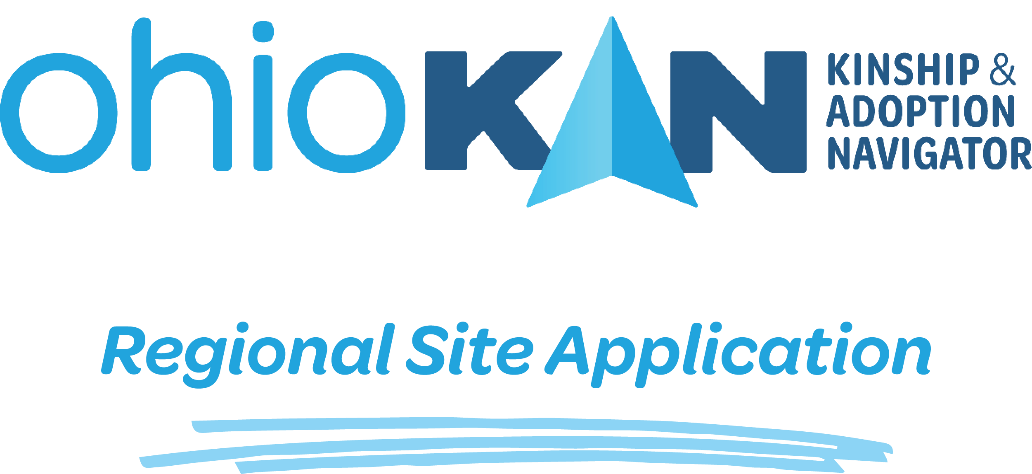 ohioKAN
KINSHIP &
ADOPTION
NAVIGATOR
Regional Site Application